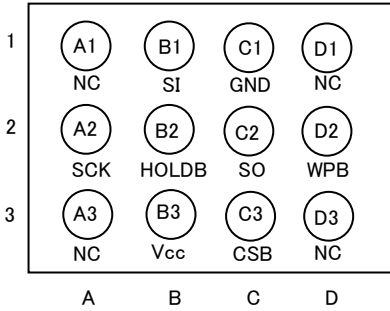 1 A1 B1 C1 D1
NC SI GND NC
2 A2 B2 C2 D2
SCK HOLDB SO WPB
3 A3 B3 C3 D3
NC Vcc CSB NC
A B C D